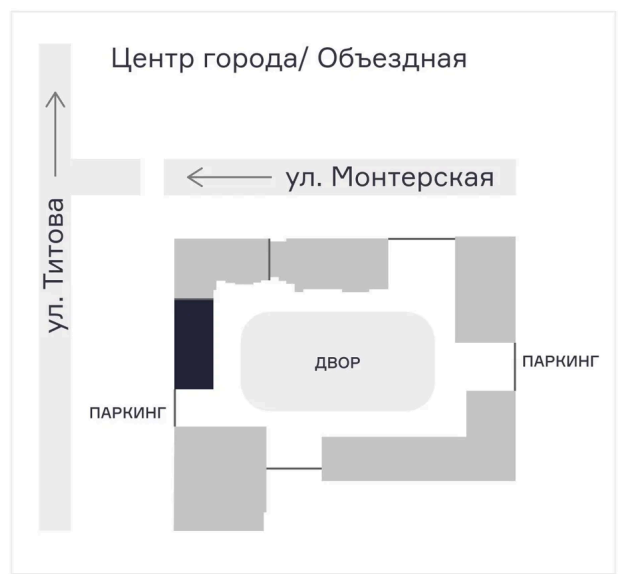 Центр города/ Объездная
ул. Монтерская
ул. Титова
ДВОР
ПАРКИНГ
ПАРКИНГ